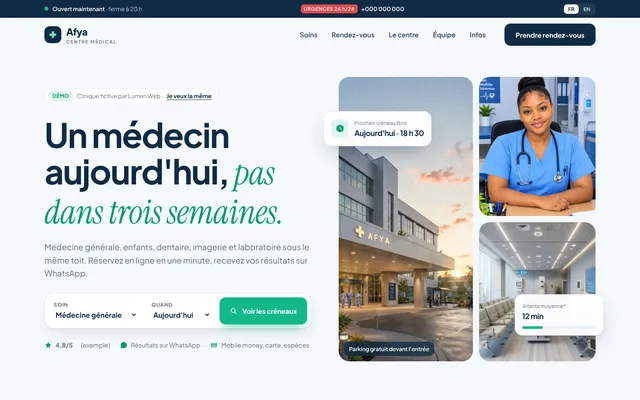 Ouvert maintenant · ferme à 20 h
URGENCES 24 h/24 +000 000 000
FR EN
Afya
CENTRE MÉDICAL
Soins Rendez-vous Le centre Équipe Infos
Prendre rendez-vous
DÉMO Clinique fictive par Lumen Web · Je veux la même
Un médecin
aujourd'hui, pas
dans trois semaines.
Médecine générale, enfants, dentaire, imagerie et laboratoire sous le
même toit. Réservez en ligne en une minute, recevez vos résultats sur
WhatsApp.
SOIN
Médecine générale
QUAND
Aujourd'hui
Voir les créneaux
4,8/5 (exemple)
Résultats sur WhatsApp
Mobile money, carte, espèces
Prochain créneau libre
Aujourd'hui · 18 h 30
AFYA
Parking gratuit devant l'entrée
Attente moyenne*
12 min